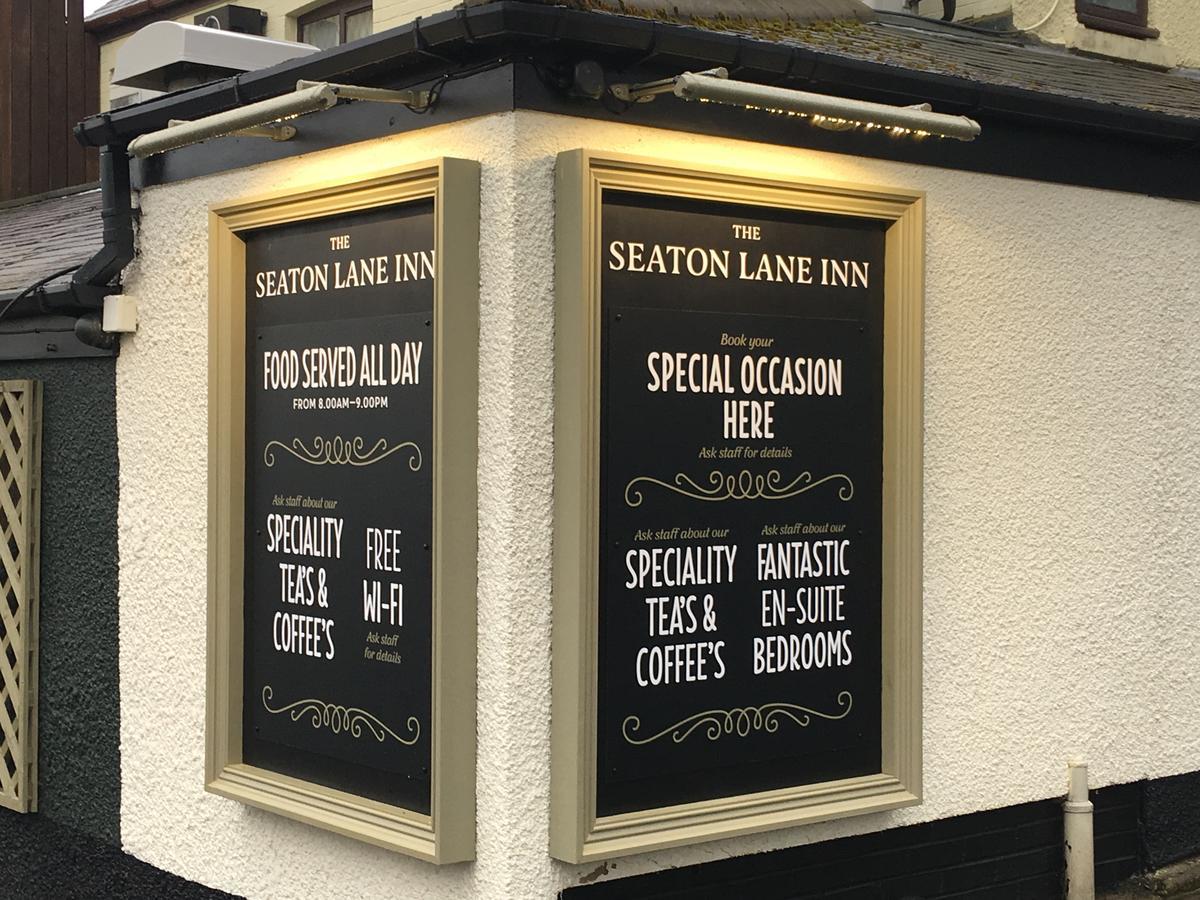 THE
SEATON LANE INN
FOOD SERVED ALL DAY
FROM 8.00AM–9.00PM
Ask staff about our
SPECIALITY
TEA'S &
COFFEE'S
FREE
WI-FI
Ask staff
for details
THE
SEATON LANE INN
Book your
SPECIAL OCCASION
HERE
Ask staff for details
Ask staff about our
SPECIALITY
TEA'S &
COFFEE'S
Ask staff about our
FANTASTIC
EN-SUITE
BEDROOMS